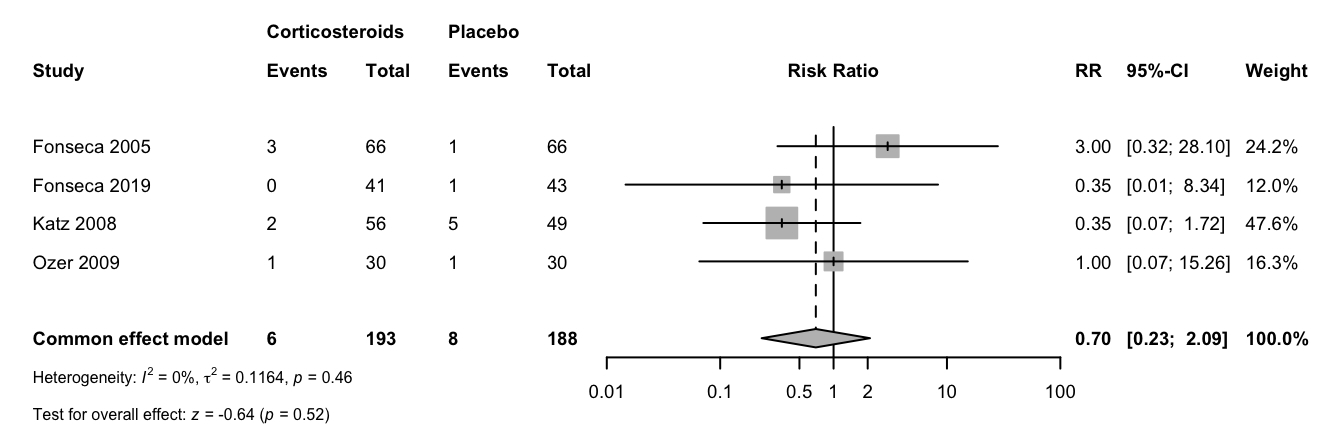 Corticosteroids Placebo
Study Events Total Events Total Risk Ratio RR 95%-CI Weight
Fonseca 2005 3 66 1 66 3.00 [0.32; 28.10] 24.2%
Fonseca 2019 0 41 1 43 0.35 [0.01; 8.34] 12.0%
Katz 2008 2 56 5 49 0.35 [0.07; 1.72] 47.6%
Ozer 2009 1 30 1 30 1.00 [0.07; 15.26] 16.3%
Common effect model 6 193 8 188 0.70 [0.23; 2.09] 100.0%
Heterogeneity: I² = 0%, τ² = 0.1164, p = 0.46
0.01 0.1 0.5 1 2 10 100
Test for overall effect: z = -0.64 (p = 0.52)